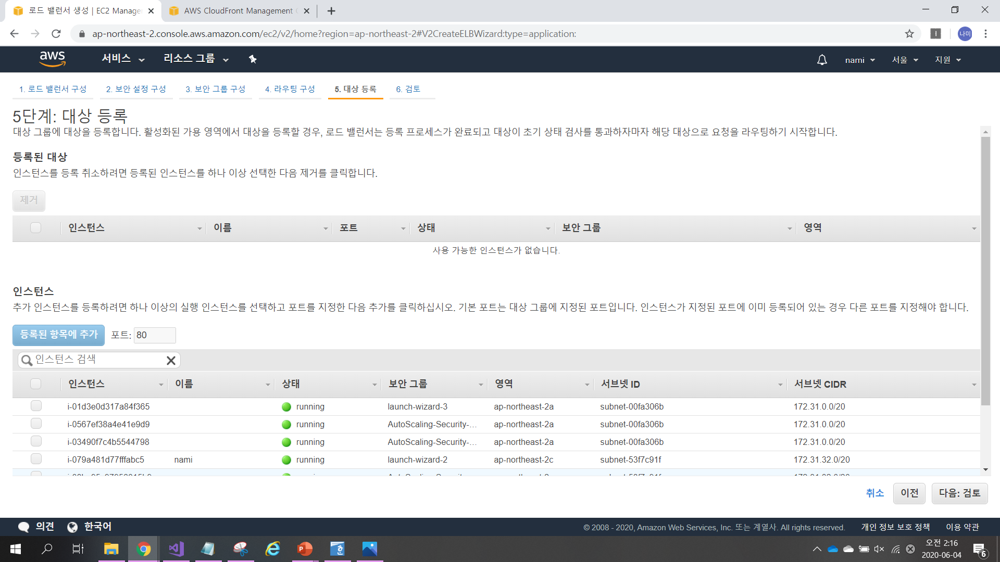 로드 밸런서 생성 | EC2 Manage
AWS CloudFront Management
ap-northeast-2.console.aws.amazon.com/ec2/v2/home?region=ap-northeast-2#V2CreateELBWizard:type=application:
나미
aws 서비스 리소스 그룹 nami 서울 지원
1. 로드 밸런서 구성 2. 보안 설정 구성 3. 보안 그룹 구성 4. 라우팅 구성 5. 대상 등록 6. 검토
5단계: 대상 등록
대상 그룹에 대상을 등록합니다. 활성화된 가용 영역에서 대상을 등록할 경우, 로드 밸런서는 등록 프로세스가 완료되고 대상이 초기 상태 검사를 통과하자마자 해당 대상으로 요청을 라우팅하기 시작합니다.
등록된 대상
인스턴스를 등록 취소하려면 등록된 인스턴스를 하나 이상 선택한 다음 제거를 클릭합니다.
제거
인스턴스 이름 포트 상태 보안 그룹 영역
사용 가능한 인스턴스가 없습니다.
인스턴스
추가 인스턴스를 등록하려면 하나 이상의 실행 인스턴스를 선택하고 포트를 지정한 다음 추가를 클릭하십시오. 기본 포트는 대상 그룹에 지정된 포트입니다. 인스턴스가 지정된 포트에 이미 등록되어 있는 경우 다른 포트를 지정해야 합니다.
등록된 항목에 추가 포트: 80
인스턴스 검색
인스턴스 이름 상태 보안 그룹 영역 서브넷 ID 서브넷 CIDR
i-01d3e0d317a84f365 running launch-wizard-3 ap-northeast-2a subnet-00fa306b 172.31.0.0/20
i-0567ef38a4e41e9d9 running AutoScaling-Security-... ap-northeast-2a subnet-00fa306b 172.31.0.0/20
i-03490f7c4b5544798 running AutoScaling-Security-... ap-northeast-2a subnet-00fa306b 172.31.0.0/20
i-079a481d77fffabc5 nami running launch-wizard-2 ap-northeast-2c subnet-53f7c91f 172.31.32.0/20
취소 이전 다음: 검토
의견 한국어 © 2008 - 2020, Amazon Web Services, Inc. 또는 계열사. All rights reserved. 개인 정보 보호 정책 이용 약관
오전 2:16
2020-06-04
6